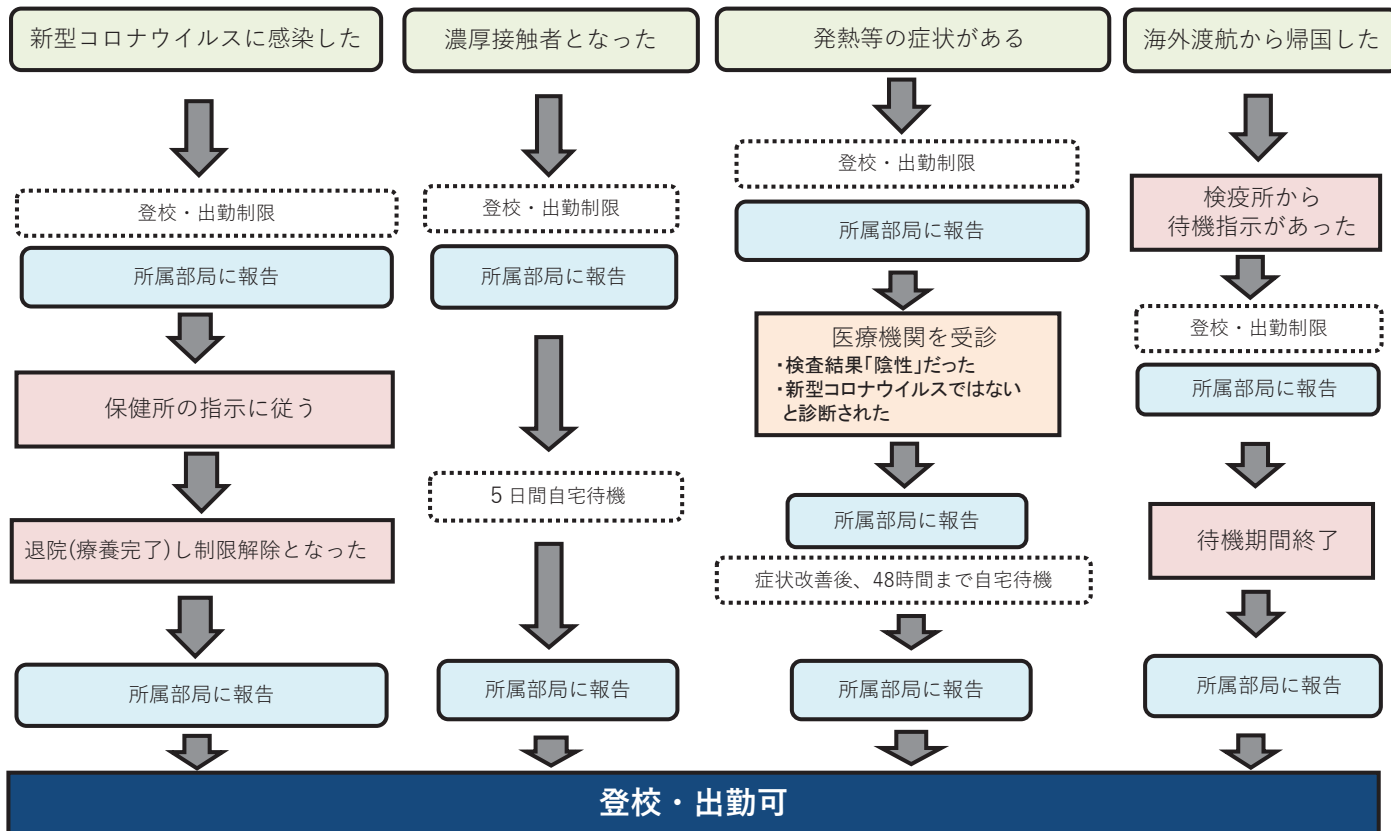 新型コロナウイルスに感染した
登校・出勤制限
所属部局に報告
保健所の指示に従う
退院(療養完了)し制限解除となった
所属部局に報告
濃厚接触者となった
登校・出勤制限
所属部局に報告
5日間自宅待機
所属部局に報告
発熱等の症状がある
登校・出勤制限
所属部局に報告
医療機関を受診
・検査結果「陰性」だった
・新型コロナウイルスではない
と診断された
所属部局に報告
症状改善後、48時間まで自宅待機
所属部局に報告
海外渡航から帰国した
検疫所から
待機指示があった
登校・出勤制限
所属部局に報告
待機期間終了
所属部局に報告
登校・出勤可